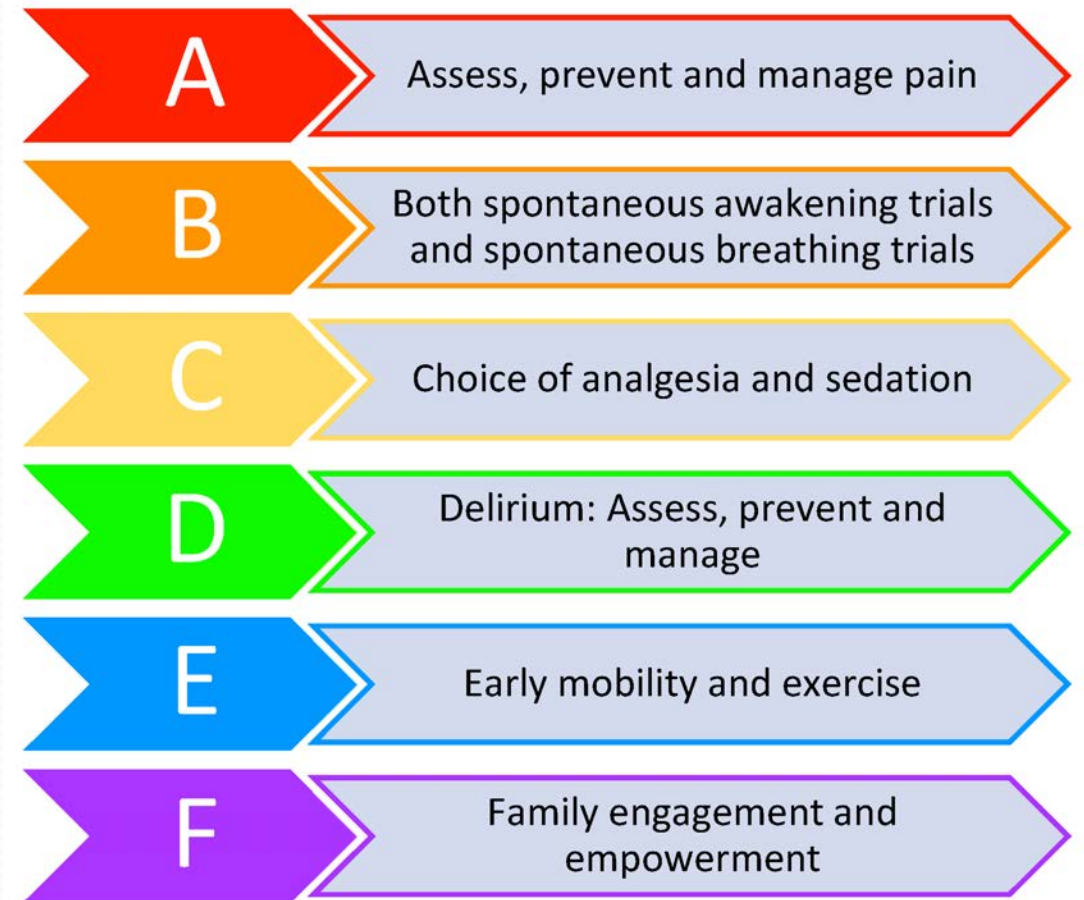 A
Assess, prevent and manage pain
B
Both spontaneous awakening trials
and spontaneous breathing trials
C
Choice of analgesia and sedation
D
Delirium: Assess, prevent and
manage
E
Early mobility and exercise
F
Family engagement and
empowerment